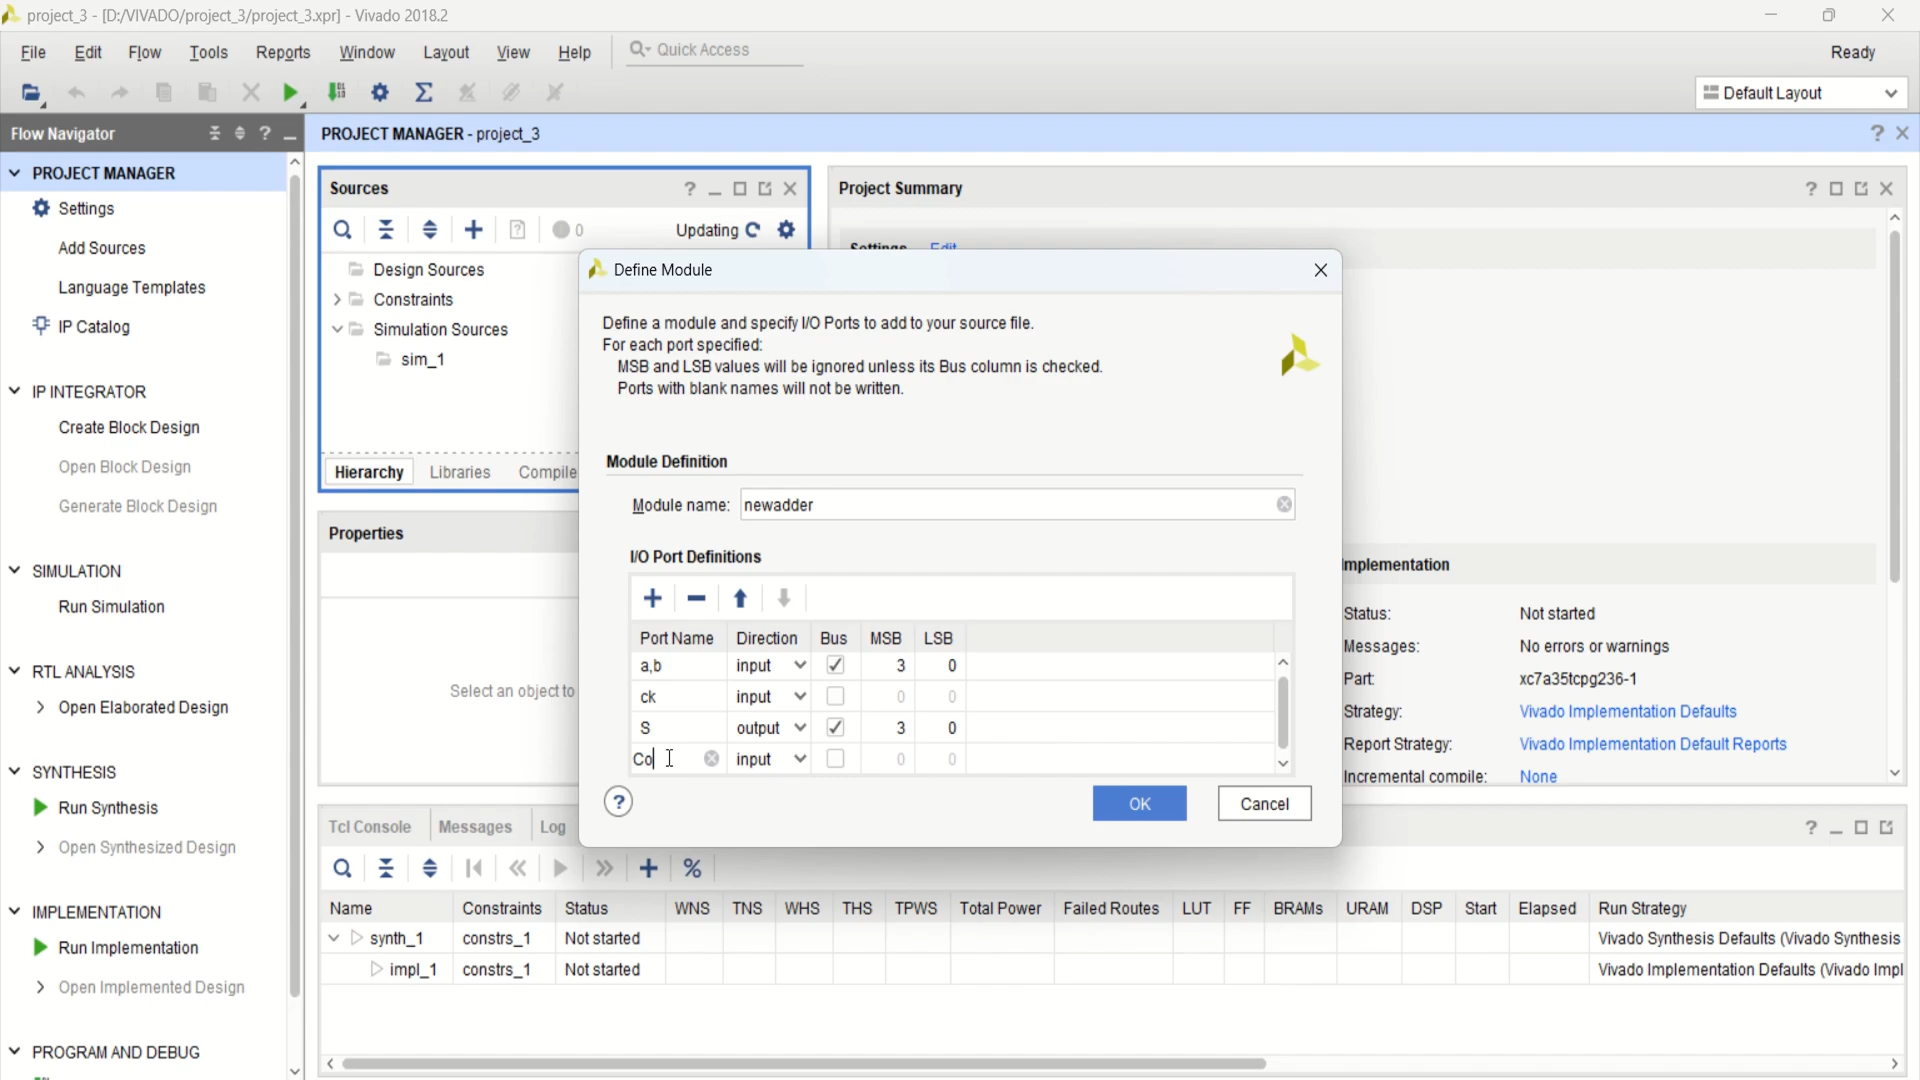 project_3 - [D:/VIVADO/project_3/project_3.xpr] - Vivado 2018.2
File Edit Flow Tools Reports Window Layout View Help Quick Access Ready
Default Layout
Flow Navigator
PROJECT MANAGER - project_3
PROJECT MANAGER
Settings
Add Sources
Language Templates
IP Catalog
IP INTEGRATOR
Create Block Design
Open Block Design
Generate Block Design
SIMULATION
Run Simulation
RTL ANALYSIS
Open Elaborated Design
SYNTHESIS
Run Synthesis
Open Synthesized Design
IMPLEMENTATION
Run Implementation
Open Implemented Design
PROGRAM AND DEBUG
Sources
0 Updating
Design Sources
Constraints
Simulation Sources
sim_1
Hierarchy Libraries Compile
Properties
Select an object to
Project Summary
Settings Edit
Define Module
Define a module and specify I/O Ports to add to your source file.
For each port specified:
MSB and LSB values will be ignored unless its Bus column is checked.
Ports with blank names will not be written.
Module Definition
Module name: newadder
I/O Port Definitions
Port Name Direction Bus MSB LSB
a,b input 3 0
ck input 0 0
S output 3 0
Co input 0 0
OK Cancel
Implementation
Status: Not started
Messages: No errors or warnings
Part: xc7a35tcpg236-1
Strategy: Vivado Implementation Defaults
Report Strategy: Vivado Implementation Default Reports
Incremental compile: None
Tcl Console Messages Log
Name Constraints Status WNS TNS WHS THS TPWS Total Power Failed Routes LUT FF BRAMs URAM DSP Start Elapsed Run Strategy
synth_1 constrs_1 Not started Vivado Synthesis Defaults (Vivado Synthesis
impl_1 constrs_1 Not started Vivado Implementation Defaults (Vivado Impl